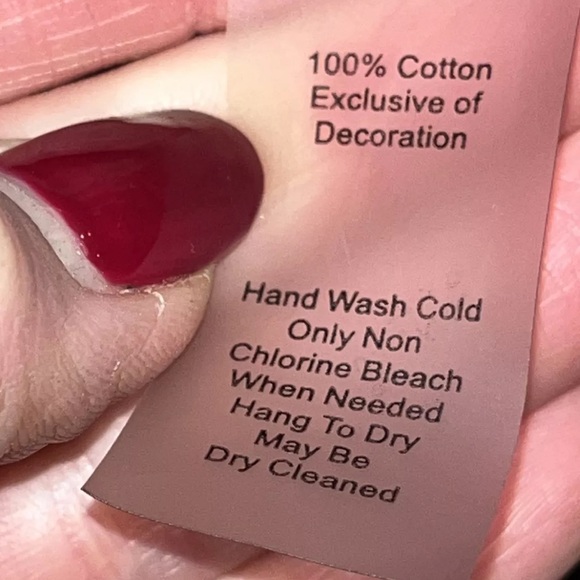 100% Cotton
Exclusive of
Decoration
Hand Wash Cold
Only Non
Chlorine Bleach
When Needed
Hang To Dry
May Be
Dry Cleaned